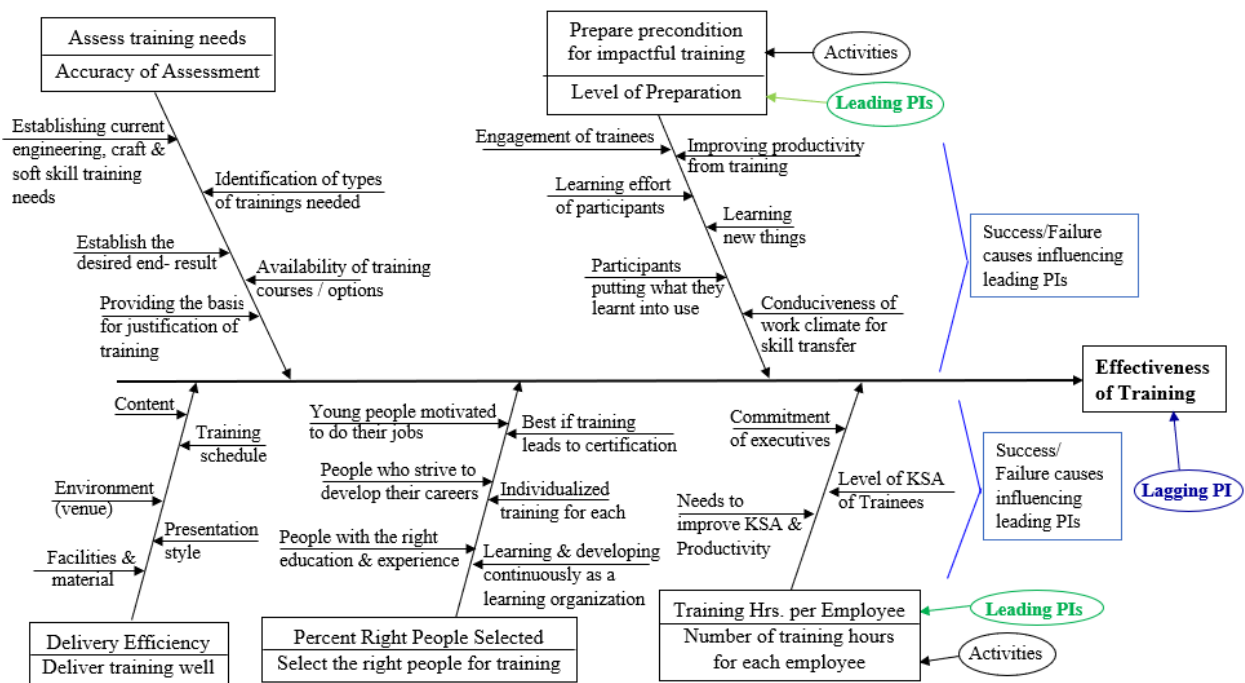 Assess training needs
Accuracy of Assessment
Prepare precondition
for impactful training
Level of Preparation
Activities
Leading PIs
Establishing current
engineering, craft &
soft skill training
needs
Identification of types
of trainings needed
Establish the
desired end- result
Availability of training
courses / options
Providing the basis
for justification of
training
Engagement of trainees
Improving productivity
from training
Learning effort
of participants
Learning
new things
Participants
putting what they
learnt into use
Conduciveness of
work climate for
skill transfer
Success/Failure
causes influencing
leading PIs
Effectiveness
of Training
Lagging PI
Content
Training
schedule
Environment
(venue)
Presentation
style
Facilities &
material
Delivery Efficiency
Deliver training well
Young people motivated
to do their jobs
Best if training
leads to certification
People who strive to
develop their careers
Individualized
training for each
People with the right
education & experience
Learning & developing
continuously as a
learning organization
Percent Right People Selected
Select the right people for training
Commitment
of executives
Level of KSA
of Trainees
Needs to
improve KSA &
Productivity
Training Hrs. per Employee
Number of training hours
for each employee
Success/
Failure causes
influencing
leading PIs
Leading PIs
Activities